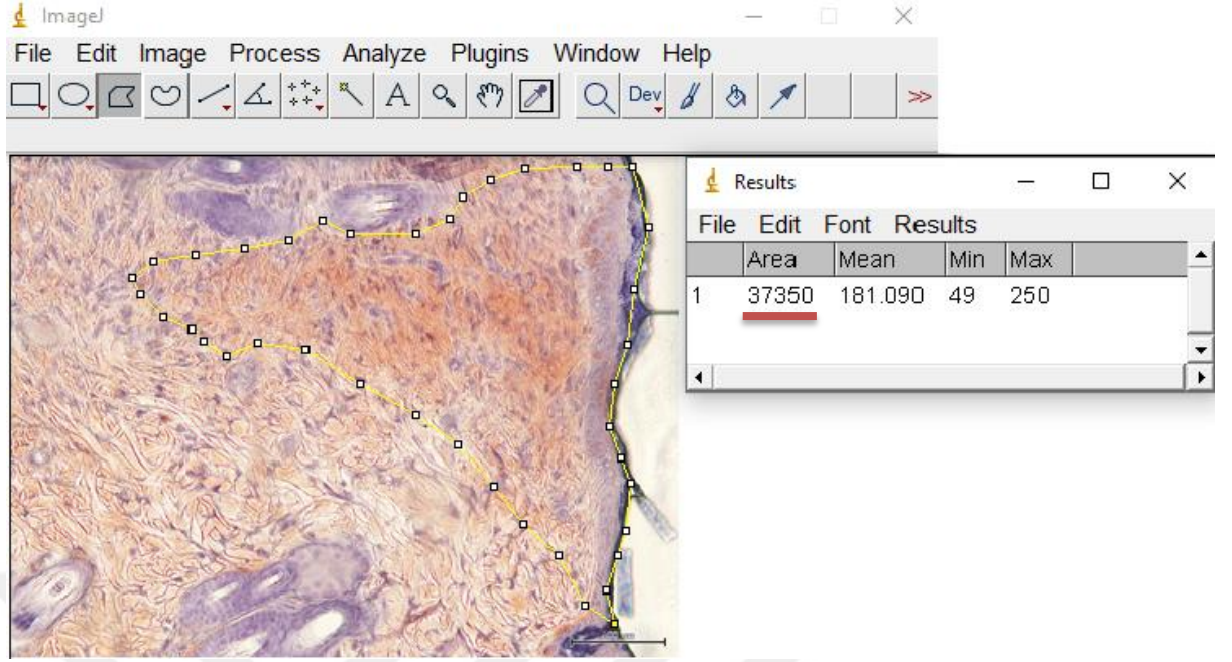 ImageJ
File Edit Image Process Analyze Plugins Window Help
A Dev >>
Results
File Edit Font Results
Area Mean Min Max
1 37350 181.090 49 250